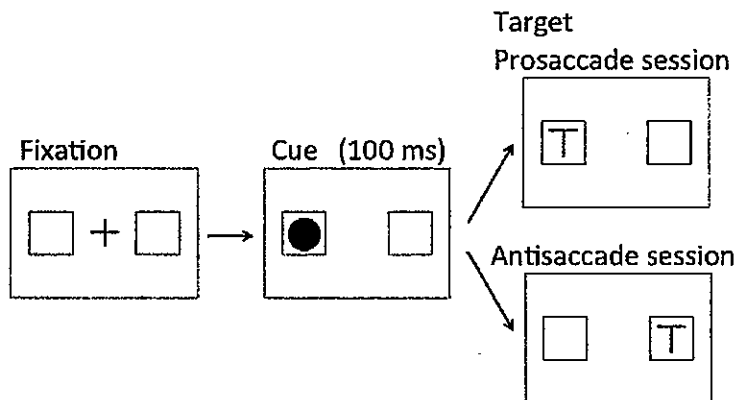 Target
Prosaccade session
T
Fixation
Cue (100 ms)
Antisaccade session
T